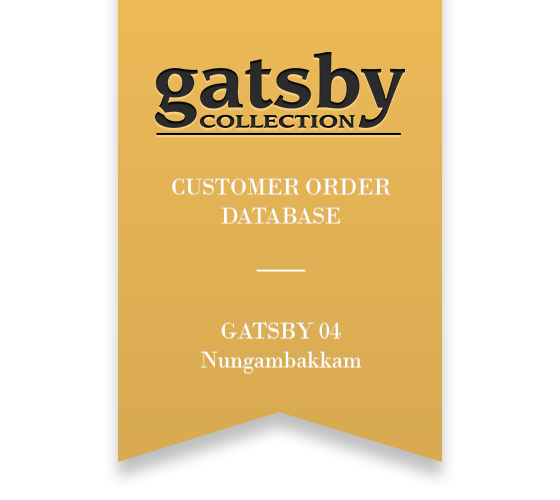 gatsby
COLLECTION
CUSTOMER ORDER
DATABASE
GATSBY 04
Nungambakkam